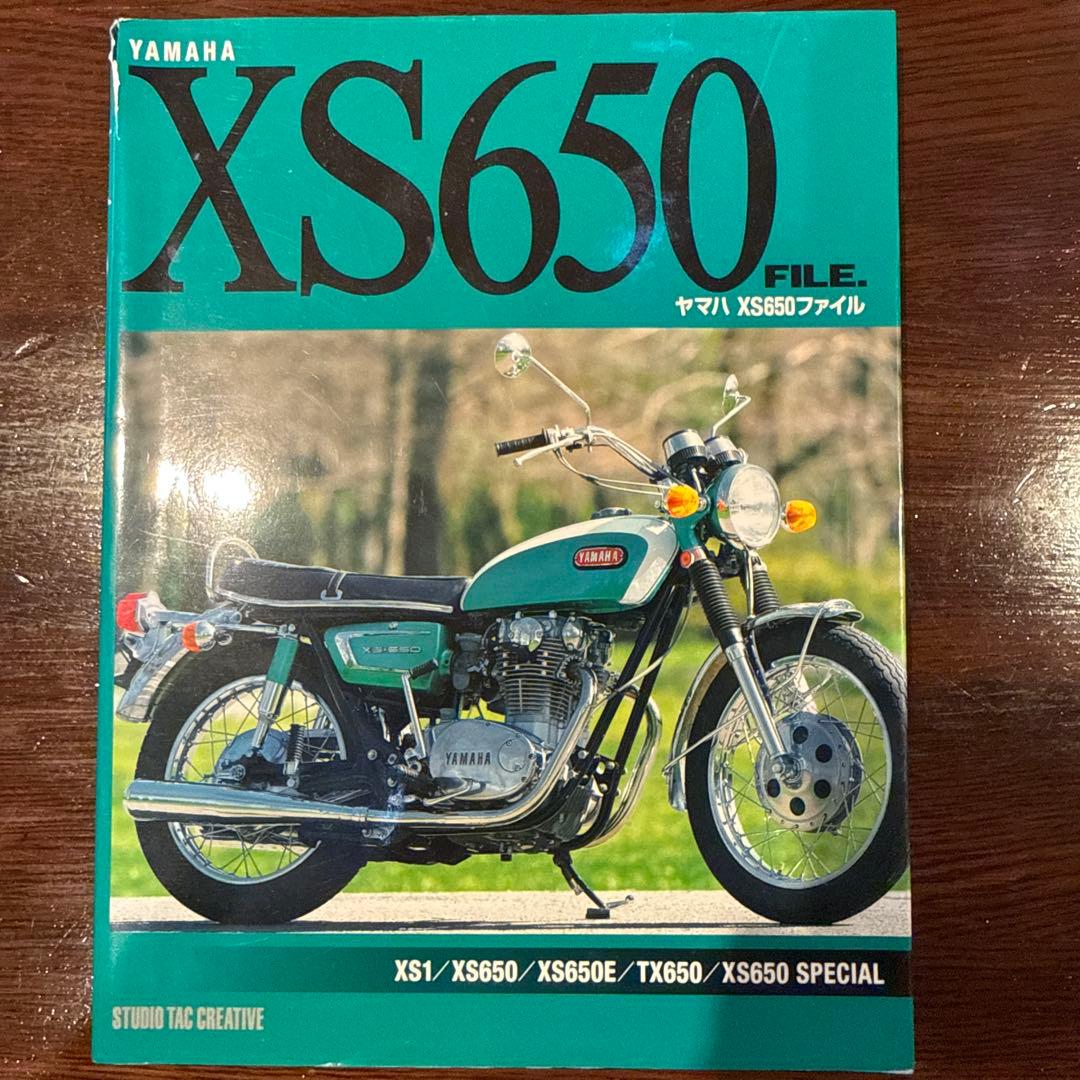 YAMAHA
XS650
FILE.
ヤマハ XS650ファイル
YAMAHA
XS・650
YAMAHA
XS1／XS650／XS650E／TX650／XS650 SPECIAL
STUDIO TAC CREATIVE